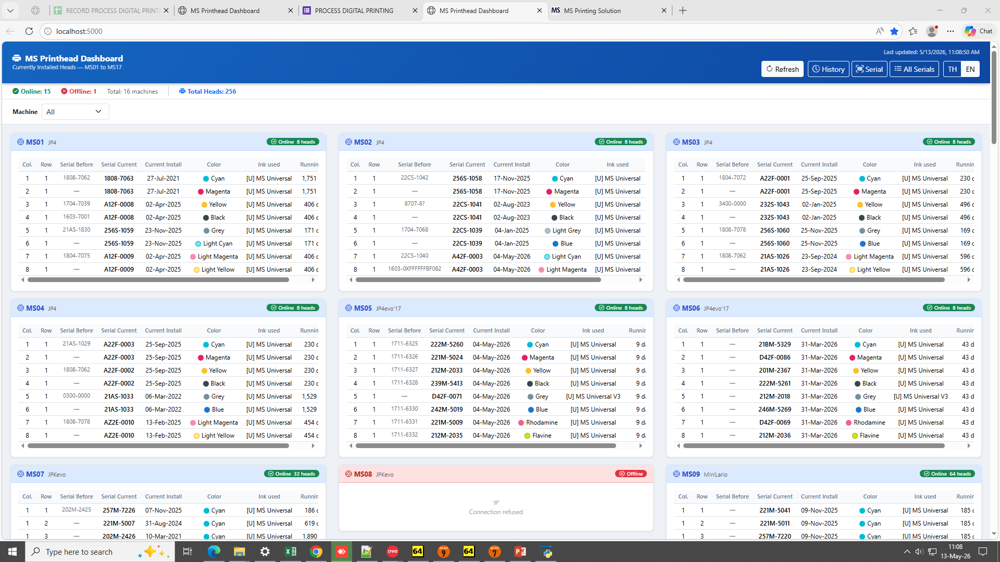 RECORD PROCESS DIGITAL PRINTI
MS Printhead Dashboard
PROCESS DIGITAL PRINTING
MS Printhead Dashboard
MS MS Printing Solution
localhost:5000
Chat
MS Printhead Dashboard
Currently Installed Heads — MS01 to MS17
Last updated: 5/13/2026, 11:08:50 AM
Refresh History Serial All Serials TH EN
Online: 15 Offline: 1 Total: 16 machines Total Heads: 256
Machine All
MS01 JP4 Online 8 heads
Col. Row Serial Before Serial Current Current Install Color Ink used Runnin
1 1 1808-7062 1808-7063 27-Jul-2021 Cyan [U] MS Universal 1,751
2 1 — 1808-7063 27-Jul-2021 Magenta [U] MS Universal 1,751
3 1 1704-7039 A12F-0008 02-Apr-2025 Yellow [U] MS Universal 406 c
4 1 1603-7001 A12F-0008 02-Apr-2025 Black [U] MS Universal 406 c
5 1 21AS-1830 256S-1059 23-Nov-2025 Grey [U] MS Universal 171 c
6 1 — 256S-1059 23-Nov-2025 Light Cyan [U] MS Universal 171 c
7 1 1804-7075 A12F-0009 02-Apr-2025 Light Magenta [U] MS Universal 406 c
8 1 — A12F-0009 02-Apr-2025 Light Yellow [U] MS Universal 406 c
MS02 JP4 Online 8 heads
Col. Row Serial Before Serial Current Current Install Color Ink used
1 1 22CS-1042 256S-1058 17-Nov-2025 Cyan [U] MS Universal
2 1 — 256S-1058 17-Nov-2025 Magenta [U] MS Universal
3 1 8707-8? 22CS-1041 02-Aug-2023 Yellow [U] MS Universal
4 1 — 22CS-1041 02-Aug-2023 Black [U] MS Universal
5 1 1704-7068 22CS-1039 04-Jan-2025 Light Grey [U] MS Universal
6 1 — 22CS-1039 04-Jan-2025 Blue [U] MS Universal
7 1 22CS-1040 A42F-0003 04-May-2026 Light Cyan [U] MS Universal
8 1 1603-0XFFFFFFBF082 A42F-0003 04-May-2026 Light Magenta [U] MS Universal
MS03 JP4 Online 8 heads
Col. Row Serial Before Serial Current Current Install Color Ink used Runnin
1 1 1804-7072 A22F-0001 25-Sep-2025 Cyan [U] MS Universal 230 c
2 1 — A22F-0001 25-Sep-2025 Magenta [U] MS Universal 230 c
3 1 3400-0000 232S-1043 02-Jan-2025 Yellow [U] MS Universal 496 c
4 1 — 232S-1043 02-Jan-2025 Black [U] MS Universal 496 c
5 1 1808-7078 256S-1060 25-Nov-2025 Grey [U] MS Universal 169 c
6 1 — 256S-1060 25-Nov-2025 Blue [U] MS Universal 169 c
7 1 1808-7062 21AS-1026 23-Sep-2024 Light Magenta [U] MS Universal 596 c
8 1 — 21AS-1026 23-Sep-2024 Light Yellow [U] MS Universal 596 c
MS04 JP4 Online 8 heads
Col. Row Serial Before Serial Current Current Install Color Ink used Runnin
1 1 21AS-1029 A22F-0003 25-Sep-2025 Cyan [U] MS Universal 230 c
2 1 — A22F-0003 25-Sep-2025 Magenta [U] MS Universal 230 c
3 1 1808-7062 A22F-0002 25-Sep-2025 Yellow [U] MS Universal 230 c
4 1 — A22F-0002 25-Sep-2025 Black [U] MS Universal 230 c
5 1 0300-0000 21AS-1033 06-Mar-2022 Grey [U] MS Universal 1,529
6 1 — 21AS-1033 06-Mar-2022 Blue [U] MS Universal 1,529
7 1 1808-7078 AZ2E-0010 13-Feb-2025 Light Magenta [U] MS Universal 454 c
8 1 — AZ2E-0010 13-Feb-2025 Light Yellow [U] MS Universal 454 c
MS05 JP4evo'17 Online 8 heads
Col. Row Serial Before Serial Current Current Install Color Ink used Runnir
1 1 1711-6325 222M-5260 04-May-2026 Cyan [U] MS Universal 9 da
2 1 1711-6326 221M-5024 04-May-2026 Magenta [U] MS Universal 9 da
3 1 1711-6327 212M-2033 04-May-2026 Yellow [U] MS Universal 9 da
4 1 1711-6328 239M-5413 04-May-2026 Black [U] MS Universal 9 da
5 1 — D42F-0071 04-May-2026 Grey [U] MS Universal V3 9 da
6 1 1711-6330 242M-5019 04-May-2026 Blue [U] MS Universal 9 da
7 1 1711-6331 221M-5009 04-May-2026 Rhodamine [U] MS Universal 9 da
8 1 1711-6332 212M-2035 04-May-2026 Flavine [U] MS Universal 9 da
MS06 JP4evo'17 Online 8 heads
Col. Row Serial Before Serial Current Current Install Color Ink used Runnin
1 1 — 21BM-5329 31-Mar-2026 Cyan [U] MS Universal 43 d
2 1 — D42F-0086 31-Mar-2026 Magenta [U] MS Universal 43 d
3 1 — 201M-2367 31-Mar-2026 Yellow [U] MS Universal 43 d
4 1 — 222M-5261 31-Mar-2026 Black [U] MS Universal 43 d
5 1 — 212M-2018 31-Mar-2026 Grey [U] MS Universal V3 43 d
6 1 — 246M-5269 31-Mar-2026 Blue [U] MS Universal 43 d
7 1 — D42F-0069 31-Mar-2026 Rhodamine [U] MS Universal 43 d
8 1 — 212M-2036 31-Mar-2026 Flavine [U] MS Universal 43 d
MS07 JPKevo Online 32 heads
Col. Row Serial Before Serial Current Current Install Color Ink used Runnin
1 1 202M-2425 257M-7226 07-Nov-2025 Cyan [U] MS Universal 186 c
1 2 — 221M-5007 31-Aug-2024 Cyan [U] MS Universal 619 c
1 3 — 202M-2426 10-Mar-2021 Cyan [U] MS Universal 1,890
MS08 JPKevo Offline
Connection refused
MS09 MiniLario Online 64 heads
Col. Row Serial Before Serial Current Current Install Color Ink used Runnin
1 1 — 221M-5041 09-Nov-2025 Cyan [U] MS Universal 185 c
1 2 — 221M-5011 09-Nov-2025 Cyan [U] MS Universal 185 c
1 3 — 257M-7220 09-Nov-2025 Cyan [U] MS Universal 185 c
Type here to search
crea
64
9
64
7
11:08
13-May-26